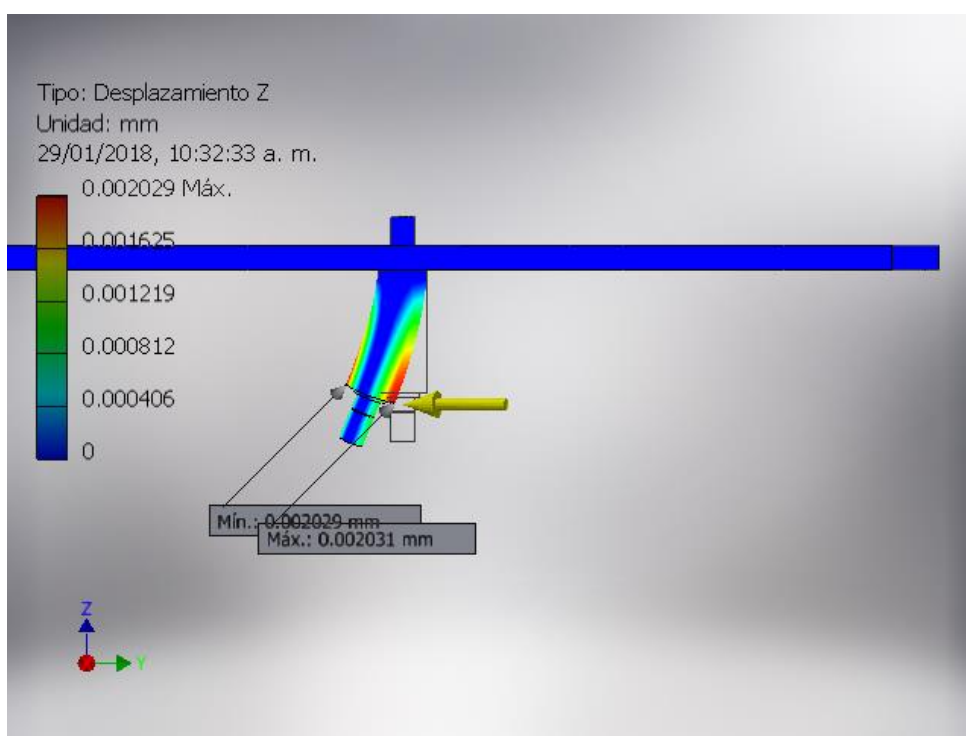 Tipo: Desplazamiento Z
Unidad: mm
29/01/2018, 10:32:33 a. m.
0.002029 Máx.
0.001625
0.001219
0.000812
0.000406
0
Mín.: 0.002029 mm
Máx.: 0.002031 mm
Z
Y